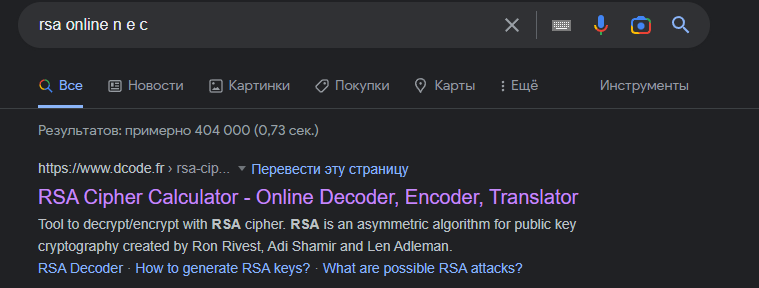 rsa online n e c
Все Новости Картинки Покупки Карты Ещё Инструменты
Результатов: примерно 404 000 (0,73 сек.)
https://www.dcode.fr › rsa-cip... Перевести эту страницу
RSA Cipher Calculator - Online Decoder, Encoder, Translator
Tool to decrypt/encrypt with RSA cipher. RSA is an asymmetric algorithm for public key
cryptography created by Ron Rivest, Adi Shamir and Len Adleman.
RSA Decoder · How to generate RSA keys? · What are possible RSA attacks?